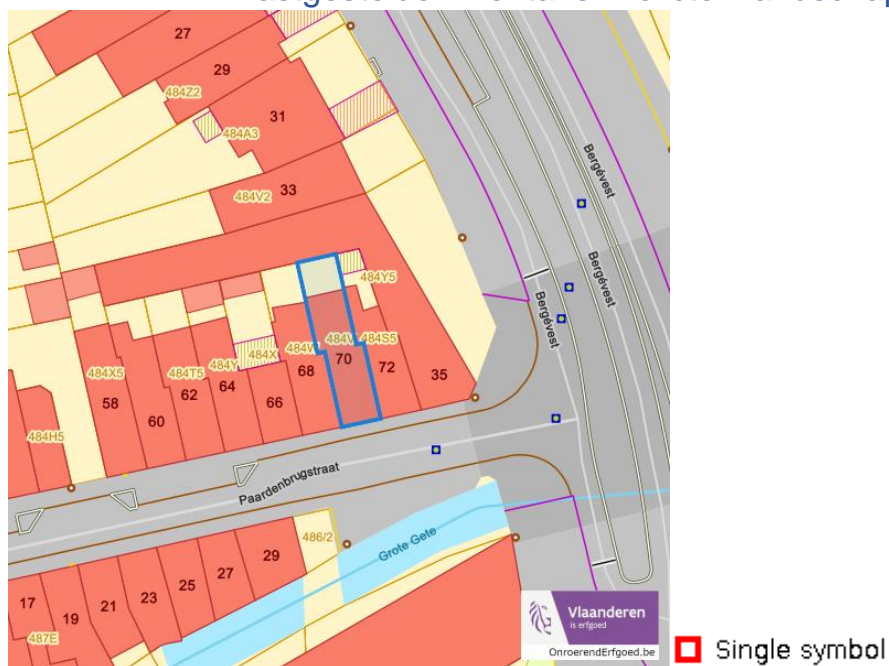 27
29
484Z2
31
484A3
33
484V2
Bergévest
Bergévest
Bergévest
484Y5
484X5
484T5
484Y
484X
484W
484V
484S5
58
60
62
64
66
68
70
72
35
484H5
Paardenbrugstraat
486/2
Grote Gete
17
19
21
23
25
27
29
487E
Vlaanderen
is erfgoed
OnroerendErfgoed.be
Single symbol